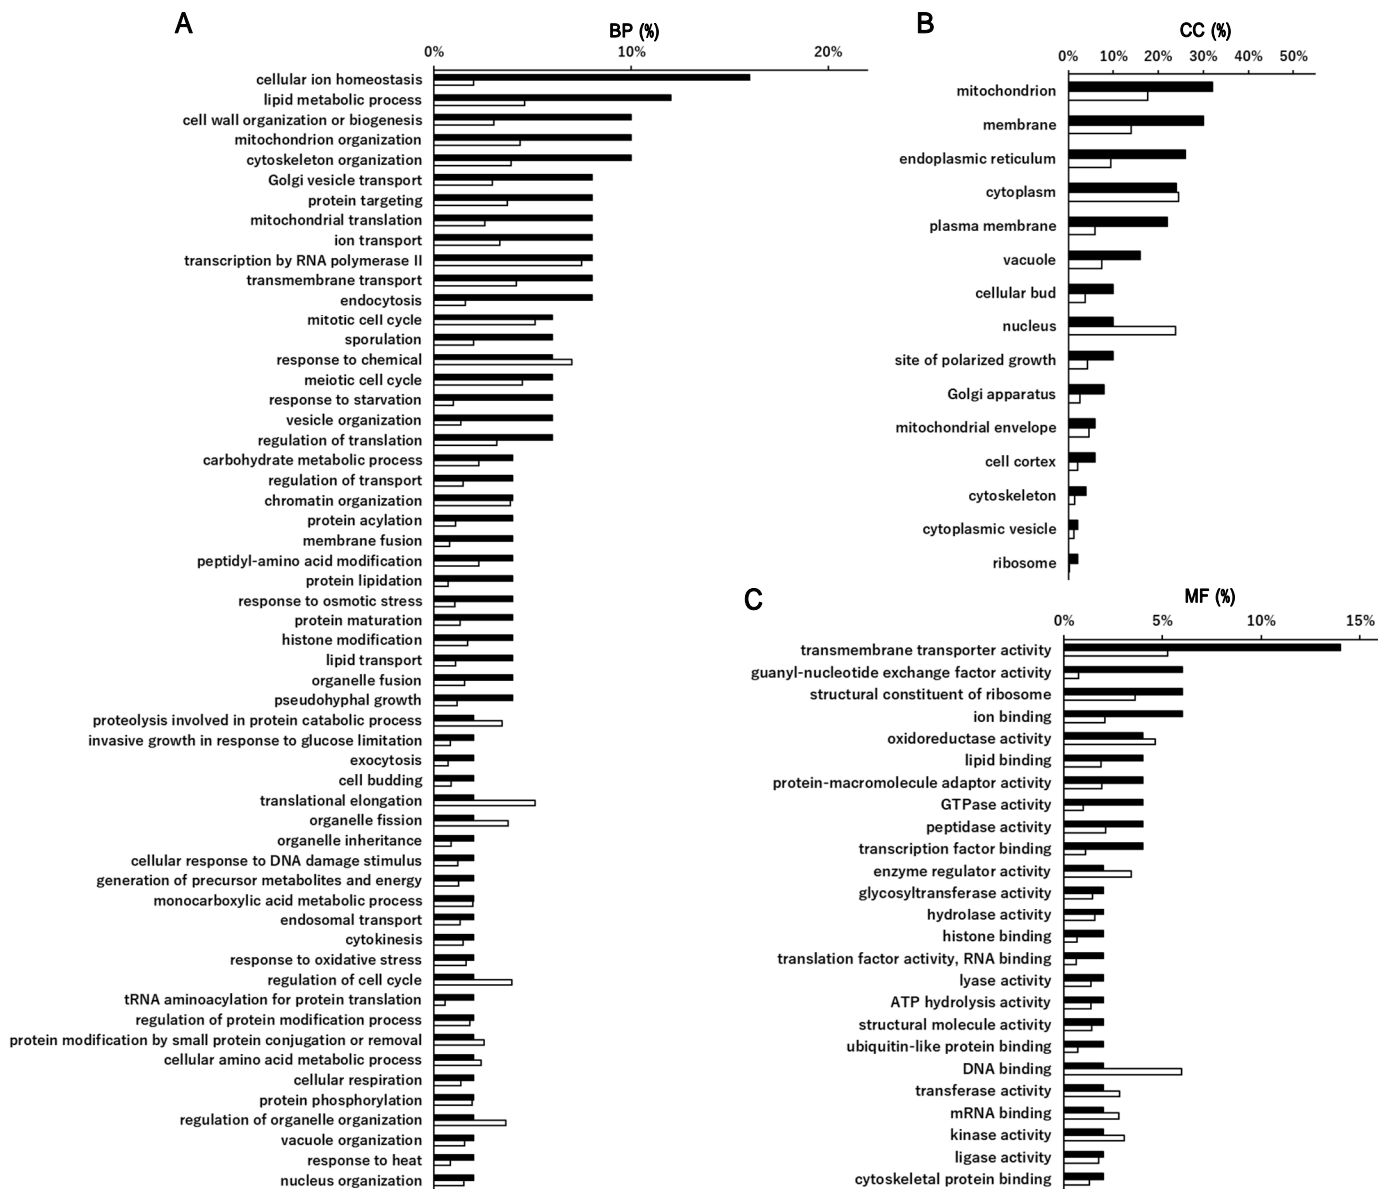 A
BP (%)
0% 10% 20%
cellular ion homeostasis
lipid metabolic process
cell wall organization or biogenesis
mitochondrion organization
cytoskeleton organization
Golgi vesicle transport
protein targeting
mitochondrial translation
ion transport
transcription by RNA polymerase II
transmembrane transport
endocytosis
mitotic cell cycle
sporulation
response to chemical
meiotic cell cycle
response to starvation
vesicle organization
regulation of translation
carbohydrate metabolic process
regulation of transport
chromatin organization
protein acylation
membrane fusion
peptidyl-amino acid modification
protein lipidation
response to osmotic stress
protein maturation
histone modification
lipid transport
organelle fusion
pseudohyphal growth
proteolysis involved in protein catabolic process
invasive growth in response to glucose limitation
exocytosis
cell budding
translational elongation
organelle fission
organelle inheritance
cellular response to DNA damage stimulus
generation of precursor metabolites and energy
monocarboxylic acid metabolic process
endosomal transport
cytokinesis
response to oxidative stress
regulation of cell cycle
tRNA aminoacylation for protein translation
regulation of protein modification process
protein modification by small protein conjugation or removal
cellular amino acid metabolic process
cellular respiration
protein phosphorylation
regulation of organelle organization
vacuole organization
response to heat
nucleus organization
B
CC (%)
0% 10% 20% 30% 40% 50%
mitochondrion
membrane
endoplasmic reticulum
cytoplasm
plasma membrane
vacuole
cellular bud
nucleus
site of polarized growth
Golgi apparatus
mitochondrial envelope
cell cortex
cytoskeleton
cytoplasmic vesicle
ribosome
C
MF (%)
0% 5% 10% 15%
transmembrane transporter activity
guanyl-nucleotide exchange factor activity
structural constituent of ribosome
ion binding
oxidoreductase activity
lipid binding
protein-macromolecule adaptor activity
GTPase activity
peptidase activity
transcription factor binding
enzyme regulator activity
glycosyltransferase activity
hydrolase activity
histone binding
translation factor activity, RNA binding
lyase activity
ATP hydrolysis activity
structural molecule activity
ubiquitin-like protein binding
DNA binding
transferase activity
mRNA binding
kinase activity
ligase activity
cytoskeletal protein binding